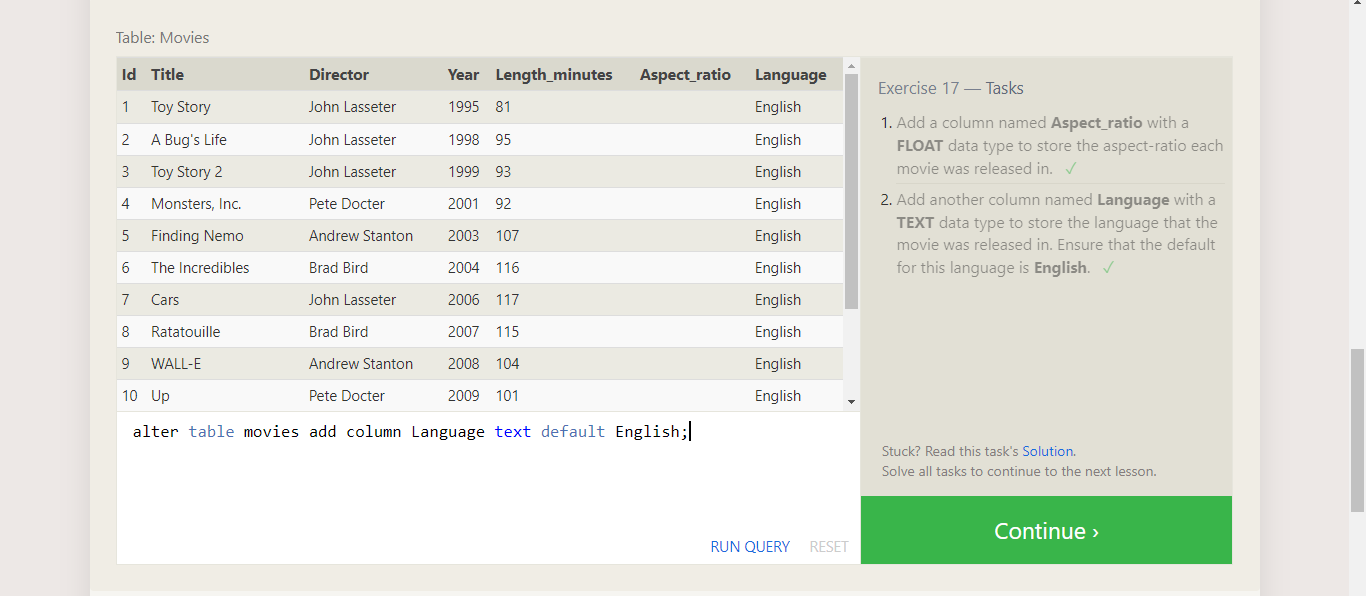 Table: Movies
Id Title Director Year Length_minutes Aspect_ratio Language
1 Toy Story John Lasseter 1995 81 English
2 A Bug's Life John Lasseter 1998 95 English
3 Toy Story 2 John Lasseter 1999 93 English
4 Monsters, Inc. Pete Docter 2001 92 English
5 Finding Nemo Andrew Stanton 2003 107 English
6 The Incredibles Brad Bird 2004 116 English
7 Cars John Lasseter 2006 117 English
8 Ratatouille Brad Bird 2007 115 English
9 WALL-E Andrew Stanton 2008 104 English
10 Up Pete Docter 2009 101 English
alter table movies add column Language text default English;
RUN QUERY RESET
Exercise 17 — Tasks
1. Add a column named Aspect_ratio with a
FLOAT data type to store the aspect-ratio each
movie was released in. ✓
2. Add another column named Language with a
TEXT data type to store the language that the
movie was released in. Ensure that the default
for this language is English. ✓
Stuck? Read this task's Solution.
Solve all tasks to continue to the next lesson.
Continue ›